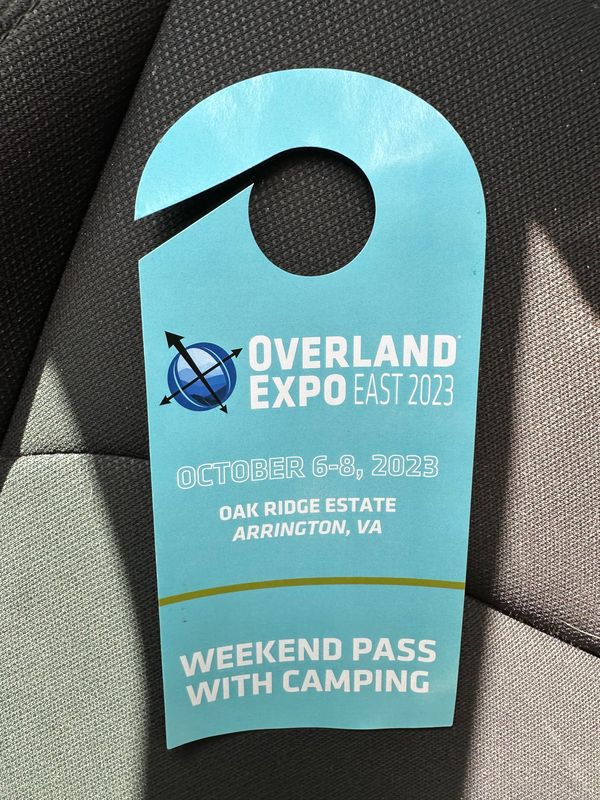 OVERLAND
EXPO EAST 2023
OCTOBER 6-8, 2023
OAK RIDGE ESTATE
ARRINGTON, VA
WEEKEND PASS
WITH CAMPING